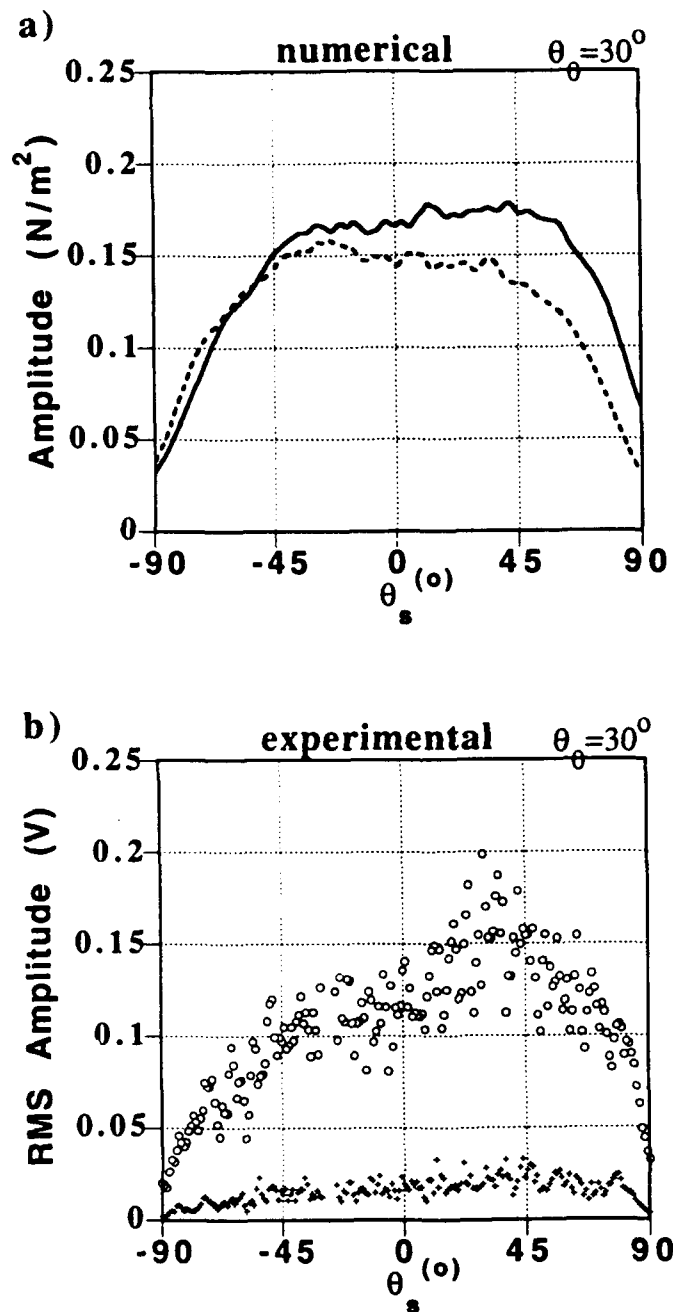 a)
numerical θ₀=30°
0.25
0.2
0.15
0.1
0.05
0
Amplitude (N/m²)
-90 -45 0 45 90
θs (o)
b)
experimental θ₀=30°
0.25
0.2
0.15
0.1
0.05
0
RMS Amplitude (V)
-90 -45 0 45 90
θs (o)